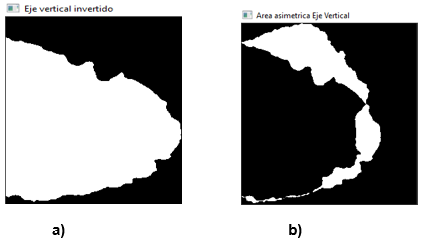 Eje vertical invertido
Area asimetrica Eje Vertical
a)
b)